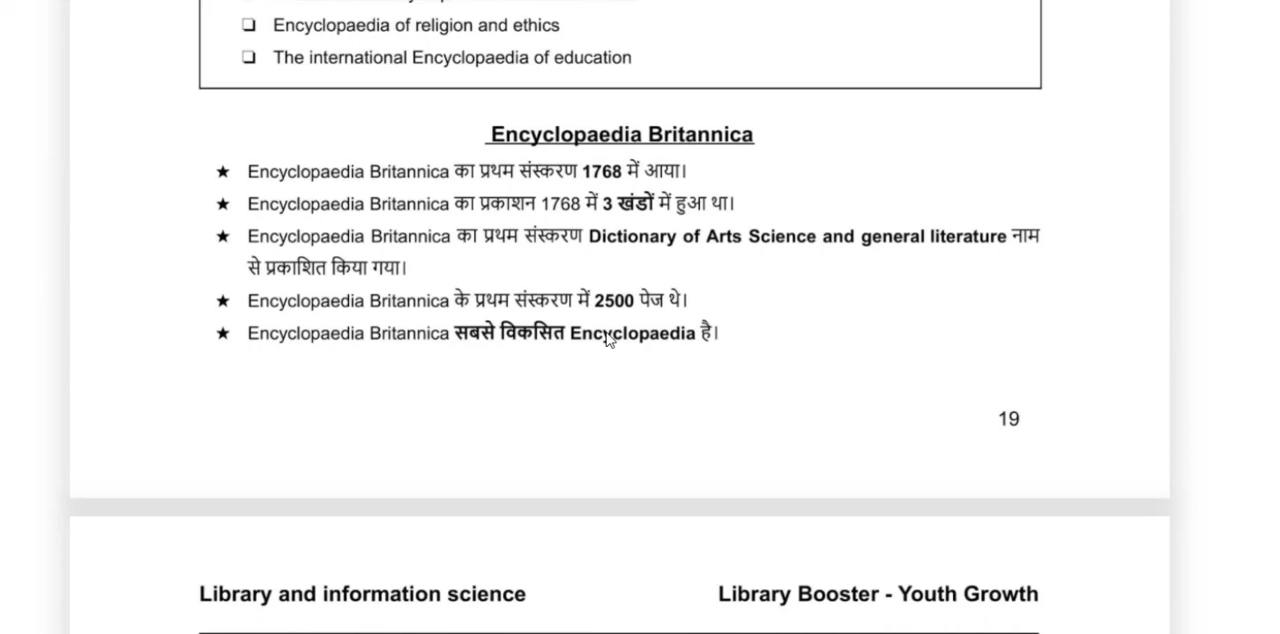 Encyclopaedia of religion and ethics
The international Encyclopaedia of education
Encyclopaedia Britannica
★ Encyclopaedia Britannica का प्रथम संस्करण 1768 में आया।
★ Encyclopaedia Britannica का प्रकाशन 1768 में 3 खंडों में हुआ था।
★ Encyclopaedia Britannica का प्रथम संस्करण Dictionary of Arts Science and general literature नाम
से प्रकाशित किया गया।
★ Encyclopaedia Britannica के प्रथम संस्करण में 2500 पेज थे।
★ Encyclopaedia Britannica सबसे विकसित Encyclopaedia है।
19
Library and information science Library Booster - Youth Growth